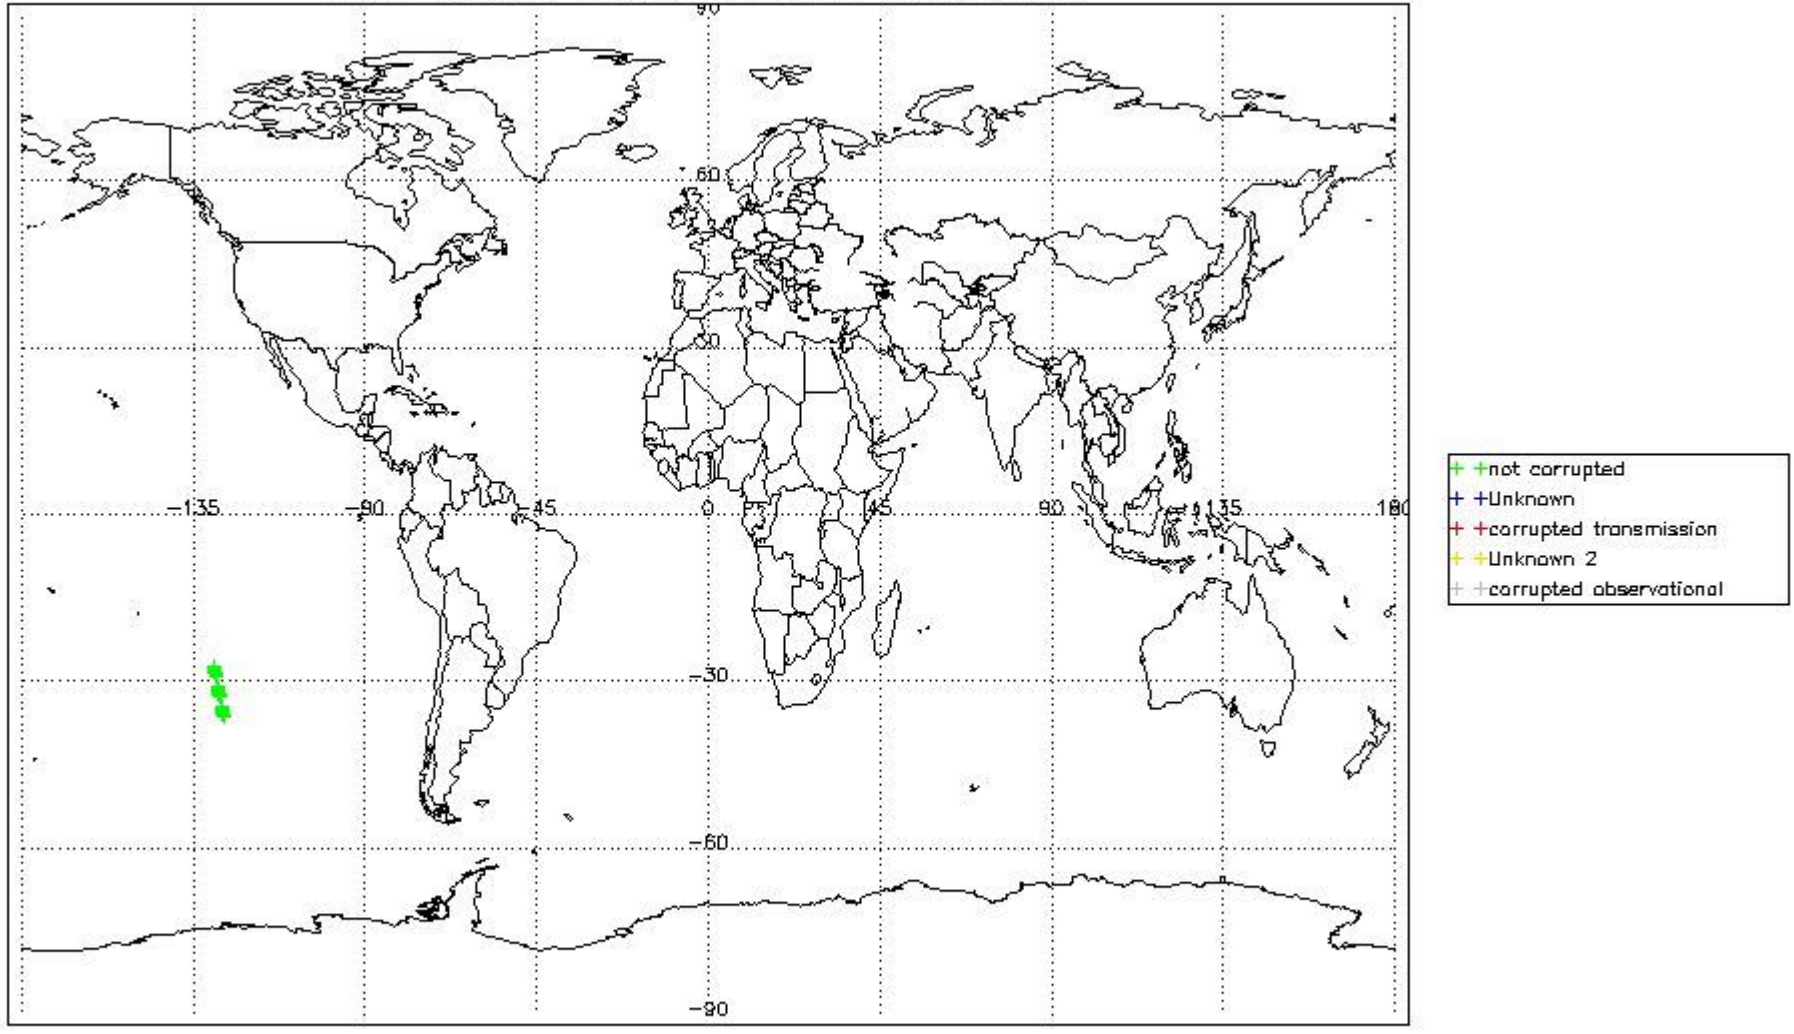 90
60
30
-135
-90
-45
0
45
90
135
180
-30
-60
-90
not corrupted
Unknown
corrupted transmission
Unknown 2
corrupted observational